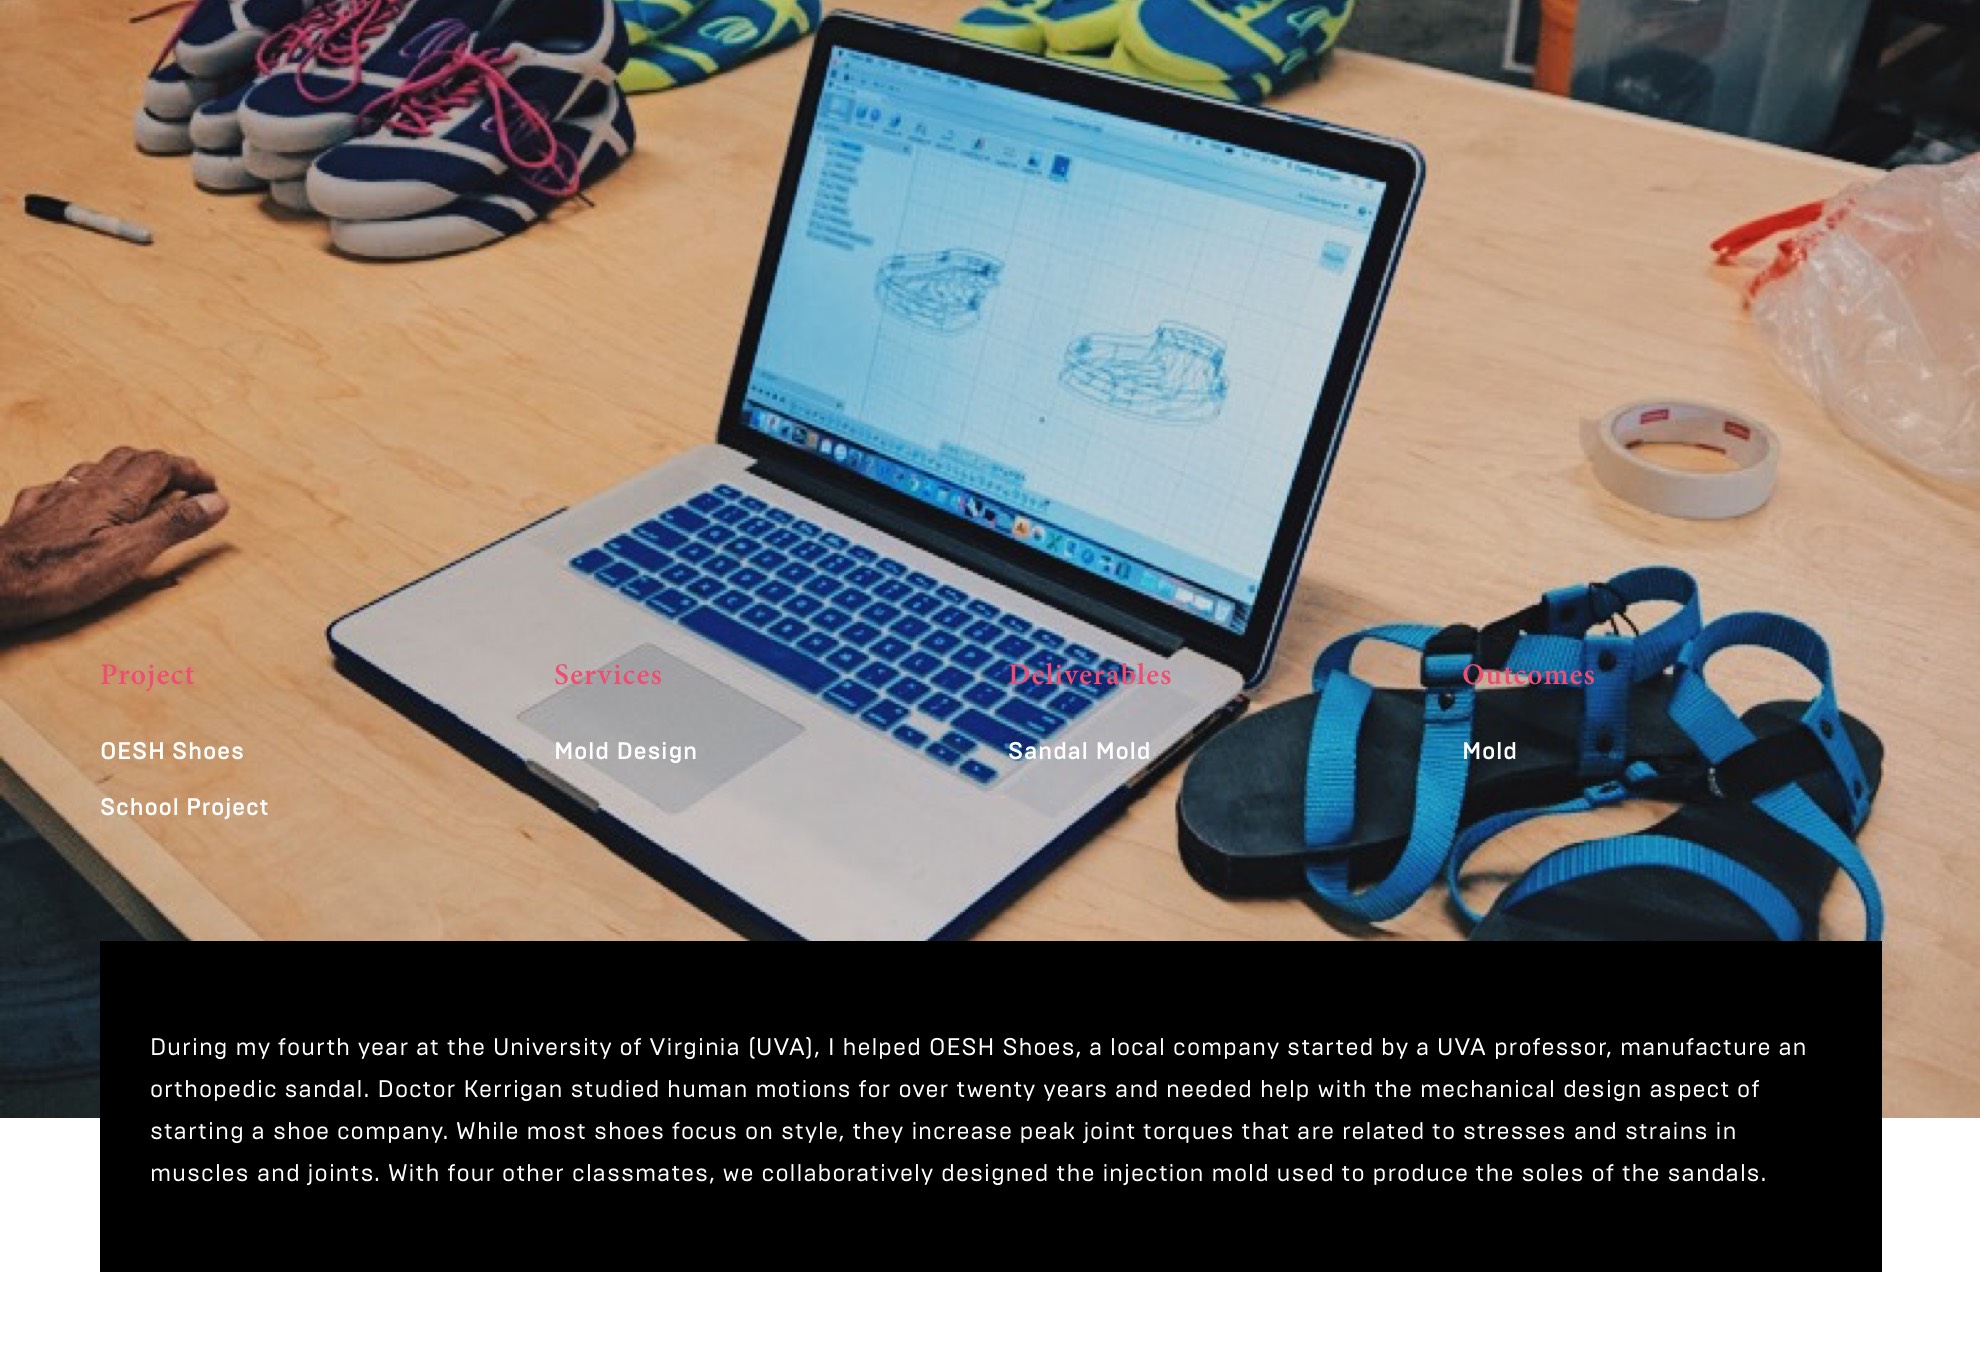 Project
OESH Shoes
School Project
Services
Mold Design
Deliverables
Sandal Mold
Outcomes
Mold
During my fourth year at the University of Virginia (UVA), I helped OESH Shoes, a local company started by a UVA professor, manufacture an
orthopedic sandal. Doctor Kerrigan studied human motions for over twenty years and needed help with the mechanical design aspect of
starting a shoe company. While most shoes focus on style, they increase peak joint torques that are related to stresses and strains in
muscles and joints. With four other classmates, we collaboratively designed the injection mold used to produce the soles of the sandals.